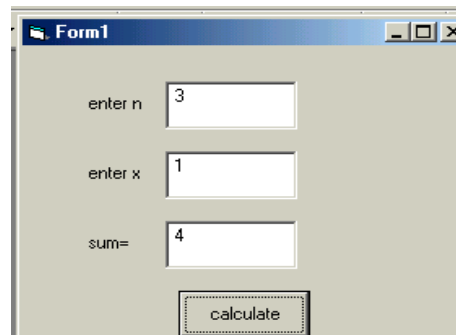 Form1
enter n 3
enter x 1
sum= 4
calculate